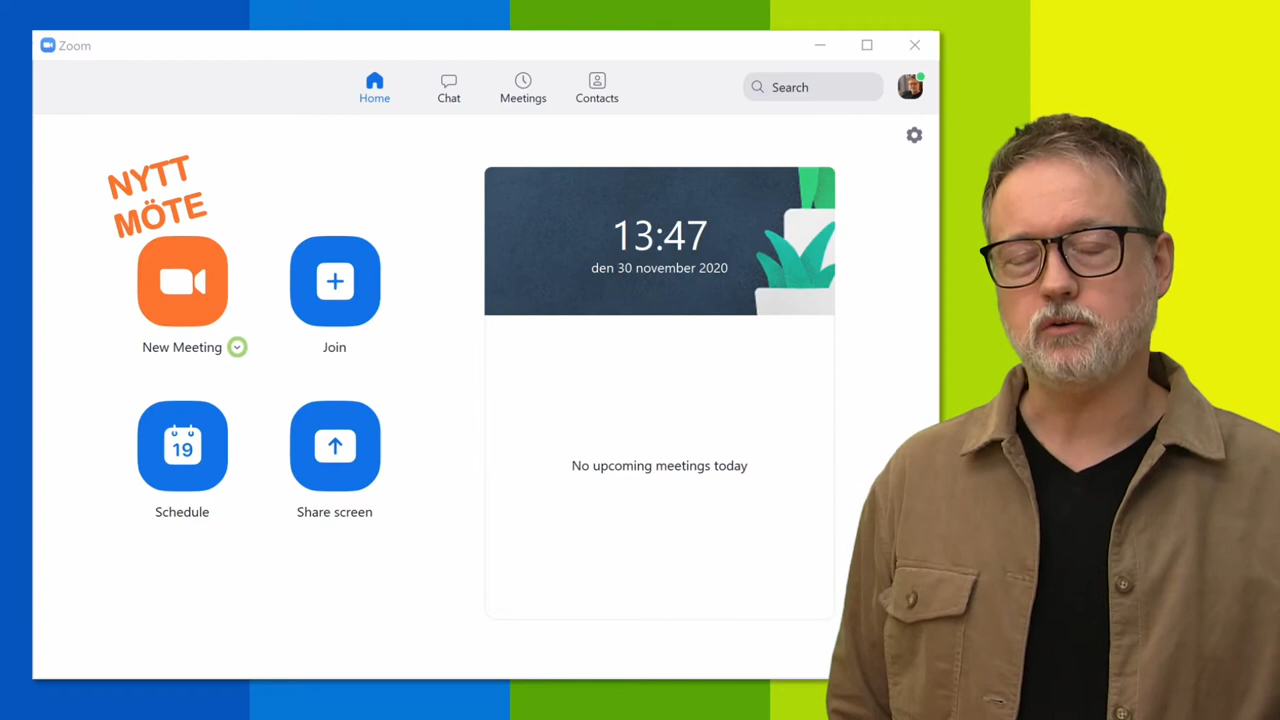 Zoom
Home
Chat
Meetings
Contacts
Search
NYTT
MÖTE
New Meeting
Join
19
Schedule
Share screen
13:47
den 30 november 2020
No upcoming meetings today